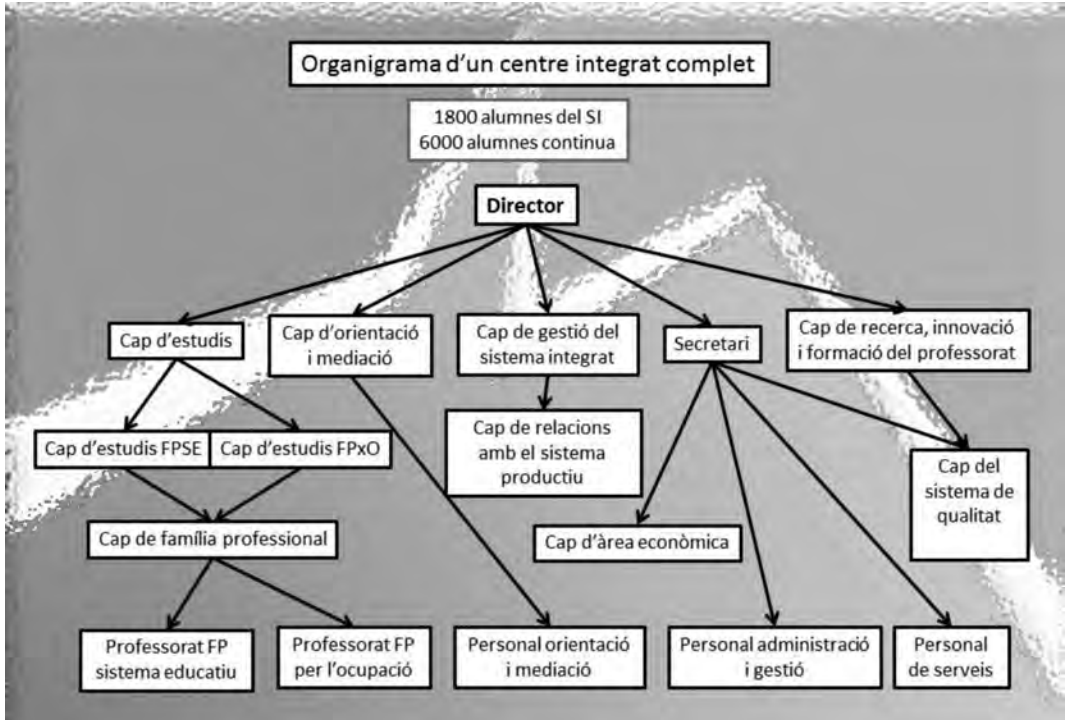 Organigrama d'un centre integrat complet
1800 alumnes del SI
6000 alumnes continua
Director
Cap d'estudis
Cap d'orientació
i mediació
Cap de gestió del
sistema integrat
Secretari
Cap de recerca, innovació
i formació del professorat
Cap d'estudis FPSE
Cap d'estudis FPxO
Cap de relacions
amb el sistema
productiu
Cap del
sistema de
qualitat
Cap de família professional
Cap d'àrea econòmica
Professorat FP
sistema educatiu
Professorat FP
per l'ocupació
Personal orientació
i mediació
Personal administració
i gestió
Personal
de serveis